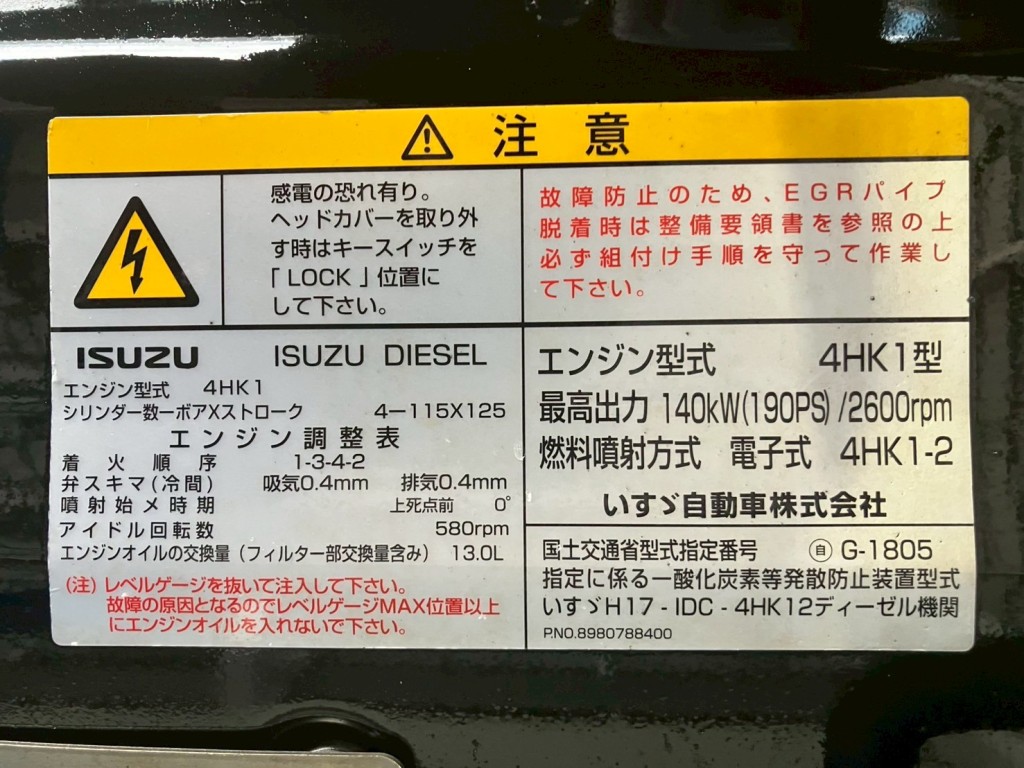 注意
感電の恐れ有り。
ヘッドカバーを取り外
す時はキースイッチを
「LOCK」位置に
して下さい。
故障防止のため、EGRパイプ
脱着時は整備要領書を参照の上
必ず組付け手順を守って作業し
て下さい。
ISUZU ISUZU DIESEL
エンジン型式 4HK1
シリンダー数ーボアXストローク 4ー115X125
エンジン調整表
着火順序 1-3-4-2
弁スキマ(冷間) 吸気0.4mm 排気0.4mm
噴射始メ時期 上死点前 0°
アイドル回転数 580rpm
エンジンオイルの交換量(フィルター部交換量含み) 13.0L
(注)レベルゲージを抜いて注入して下さい。
故障の原因となるのでレベルゲージMAX位置以上
にエンジンオイルを入れないで下さい。
エンジン型式 4HK1型
最高出力 140kW(190PS)/2600rpm
燃料噴射方式 電子式 4HK1-2
いすゞ自動車株式会社
国土交通省型式指定番号 ㉂ G-1805
指定に係る一酸化炭素等発散防止装置型式
いすゞH17-IDC-4HK12ディーゼル機関
P.NO.8980788400